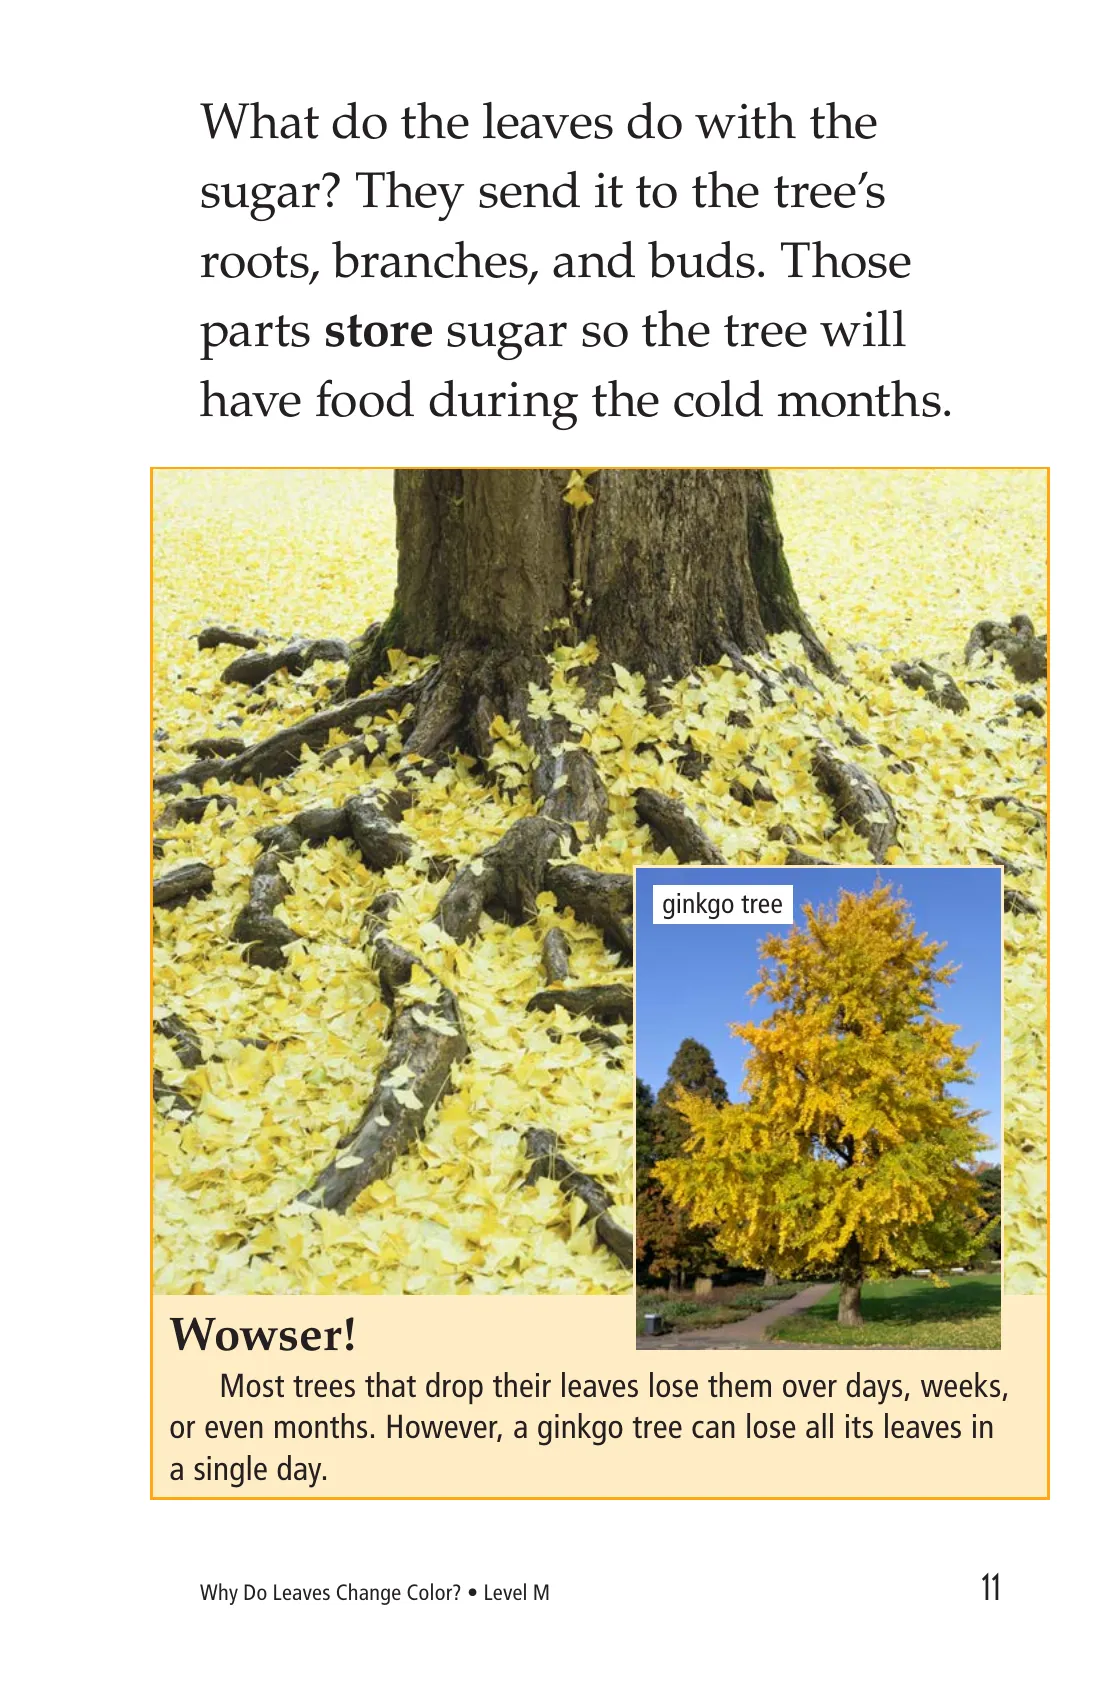 What do the leaves do with the
sugar? They send it to the tree’s
roots, branches, and buds. Those
parts store sugar so the tree will
have food during the cold months.
ginkgo tree
Wowser!
Most trees that drop their leaves lose them over days, weeks,
or even months. However, a ginkgo tree can lose all its leaves in
a single day.
Why Do Leaves Change Color? • Level M
11